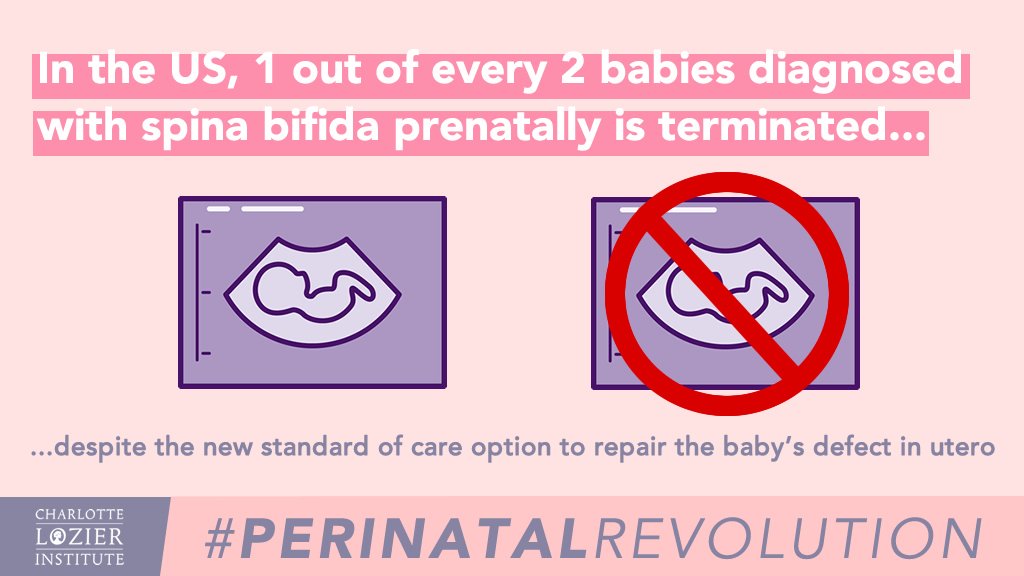 In the US, 1 out of every 2 babies diagnosed
with spina bifida prenatally is terminated...
...despite the new standard of care option to repair the baby's defect in utero
CHARLOTTE
LOZIER
INSTITUTE
#PERINATALREVOLUTION